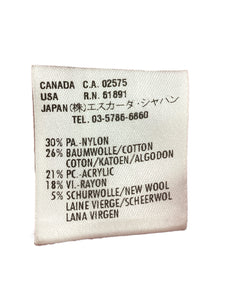 CANADA C.A. 02575
USA R.N. 61891
JAPAN (株)エスカーダ・ジャパン
TEL. 03-5786-6860
30% PA.-NYLON
26% BAUMWOLLE/COTTON
COTON/KATOEN/ALGODON
21% PC.-ACRYLIC
18% VI.-RAYON
5% SCHURWOLLE/NEW WOOL
LAINE VIERGE/SCHEERWOL
LANA VIRGEN